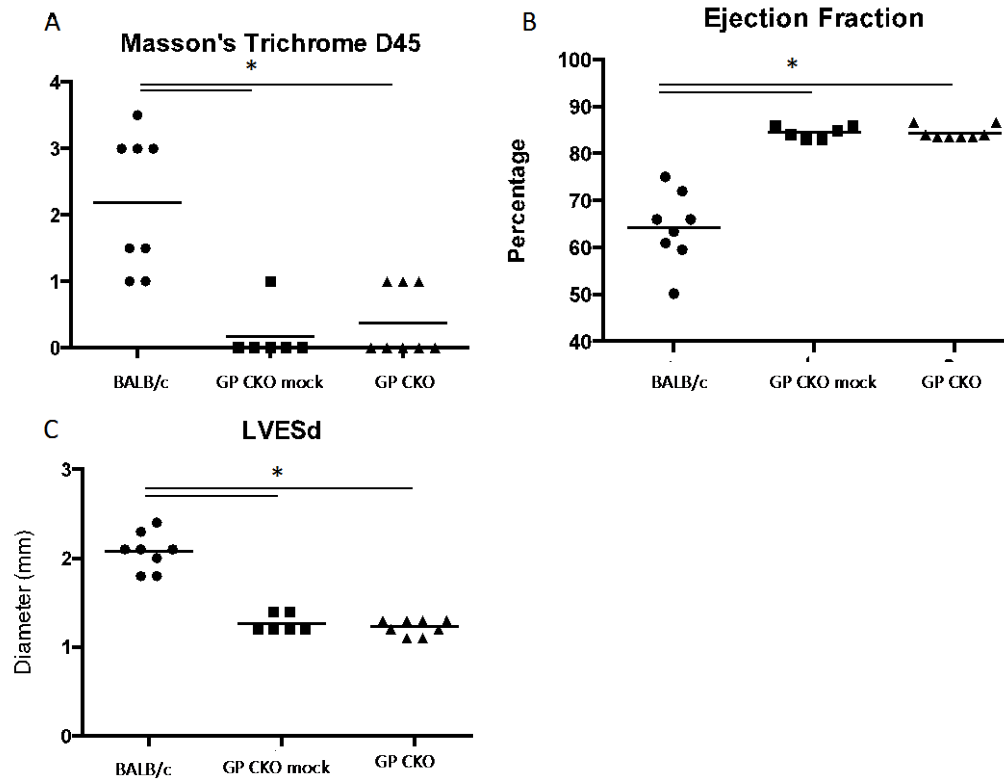 A
Masson's Trichrome D45
*
4
3
2
1
0
BALB/c GP CKO mock GP CKO
B
Ejection Fraction
*
Percentage
100
90
80
70
60
50
40
BALB/c GP CKO mock GP CKO
C
LVESd
*
Diameter (mm)
3
2
1
0
BALB/c GP CKO mock GP CKO